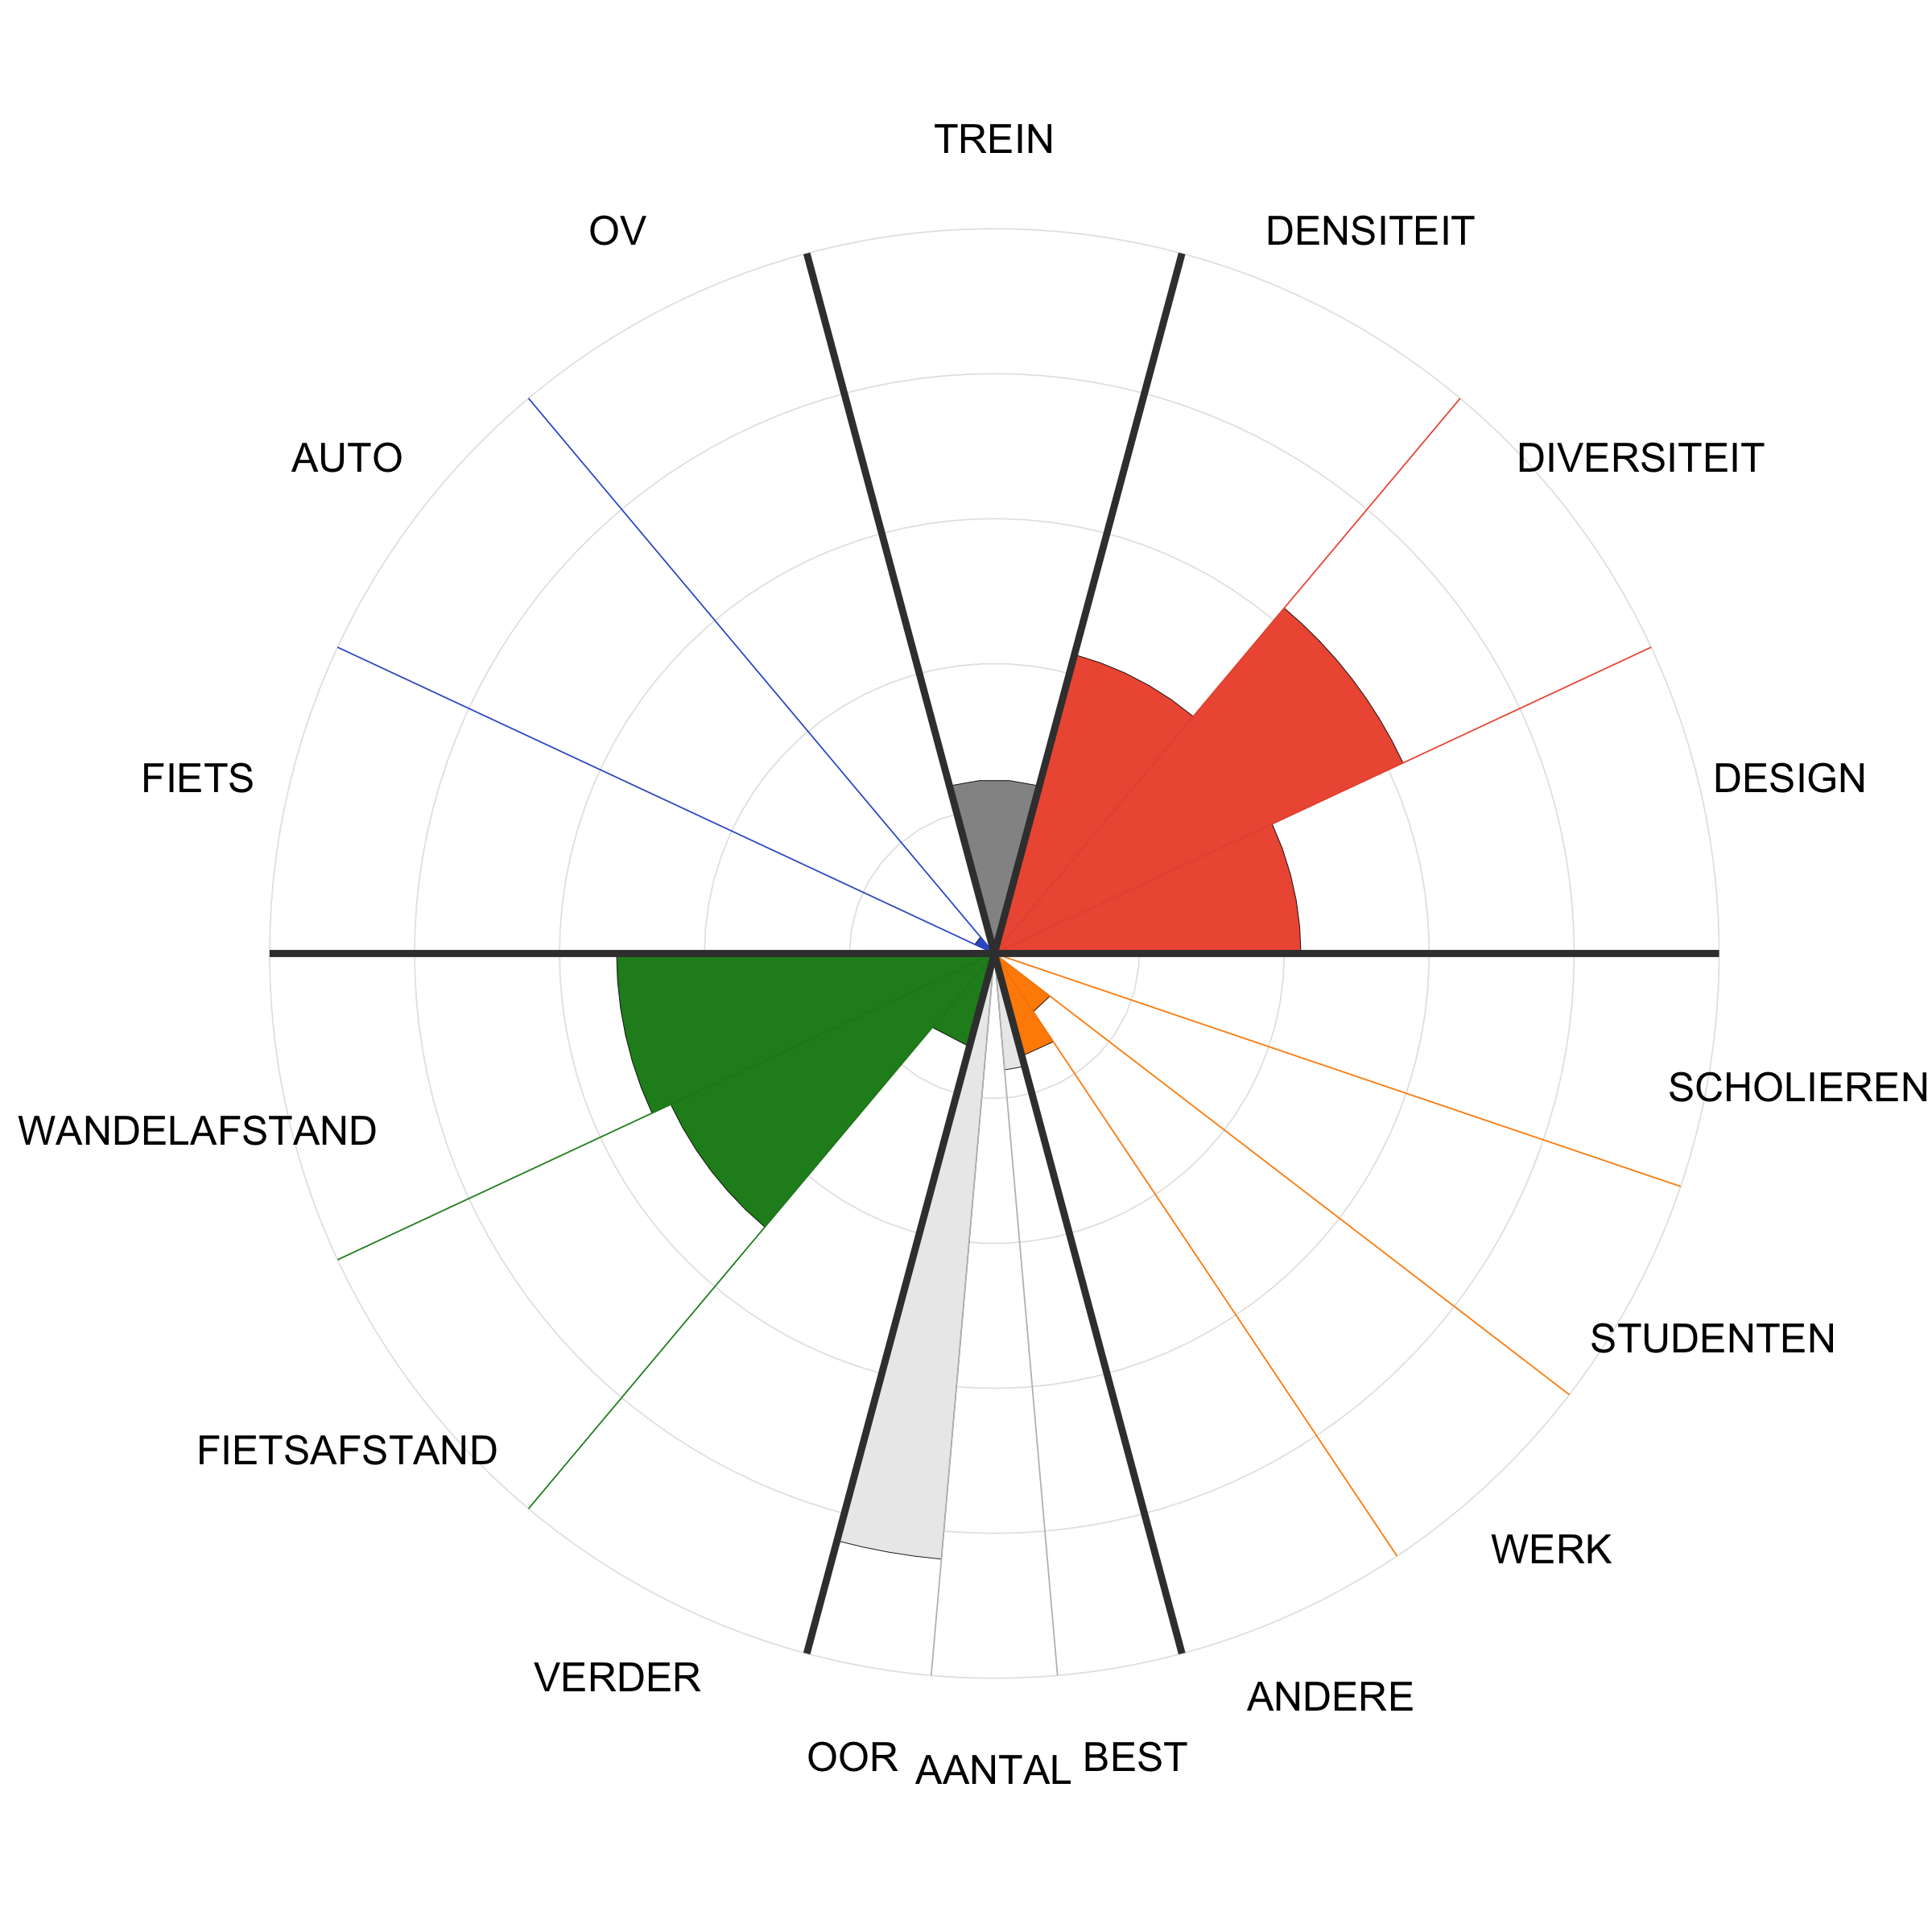 TREIN
OV
DENSITEIT
AUTO
DIVERSITEIT
FIETS
DESIGN
SCHOLIEREN
WANDELAFSTAND
STUDENTEN
FIETSAFSTAND
WERK
VERDER
ANDERE
OOR
AANTAL
BEST